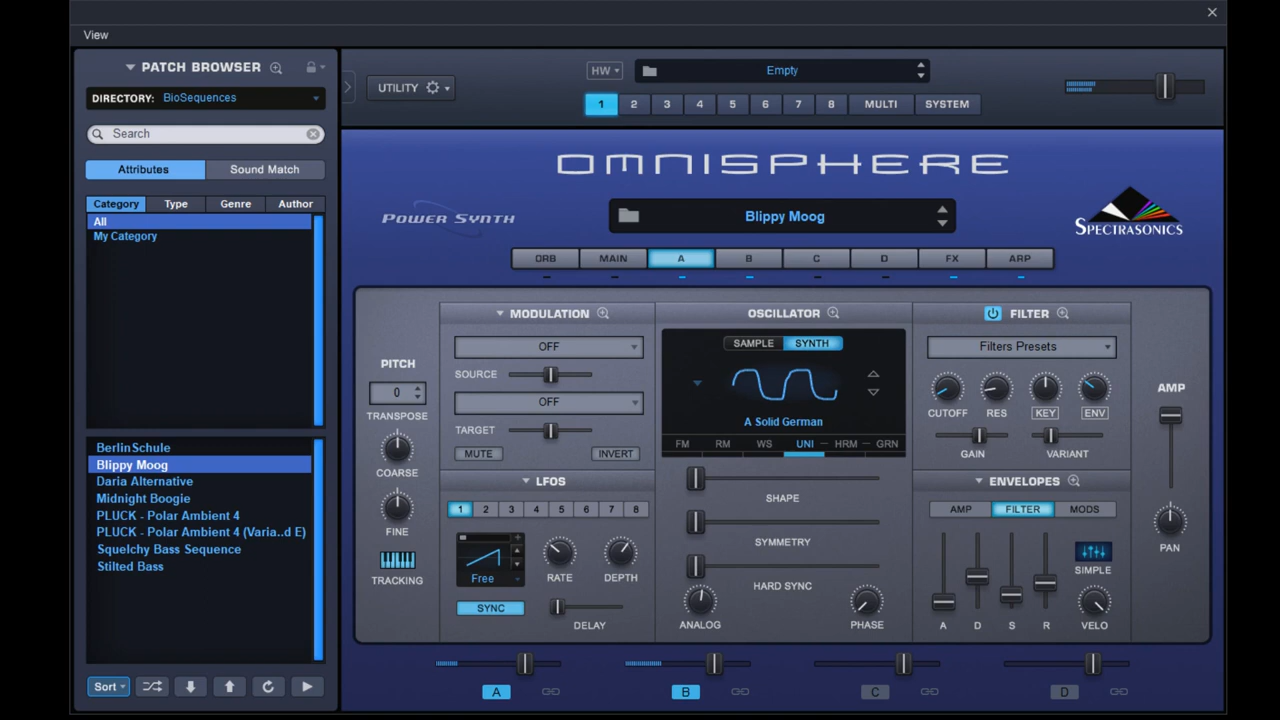 View
PATCH BROWSER
DIRECTORY: BioSequences
Search
Attributes Sound Match
Category Type Genre Author
All
My Category
BerlinSchule
Blippy Moog
Daria Alternative
Midnight Boogie
PLUCK - Polar Ambient 4
PLUCK - Polar Ambient 4 (Varia..d E)
Squelchy Bass Sequence
Stilted Bass
Sort
UTILITY
HW
Empty
1 2 3 4 5 6 7 8 MULTI SYSTEM
OMNISPHERE
POWER SYNTH
Blippy Moog
SPECTRASONICS
ORB MAIN A B C D FX ARP
PITCH
0
TRANSPOSE
COARSE
FINE
TRACKING
MODULATION
OFF
SOURCE
OFF
TARGET
MUTE INVERT
LFOS
1 2 3 4 5 6 7 8
Free
RATE DEPTH
SYNC
DELAY
OSCILLATOR
SAMPLE SYNTH
A Solid German
FM RM WS UNI HRM GRN
SHAPE
SYMMETRY
HARD SYNC
ANALOG PHASE
FILTER
Filters Presets
CUTOFF RES KEY ENV
GAIN VARIANT
ENVELOPES
AMP FILTER MODS
SIMPLE
A D S R VELO
AMP
PAN
A B C D